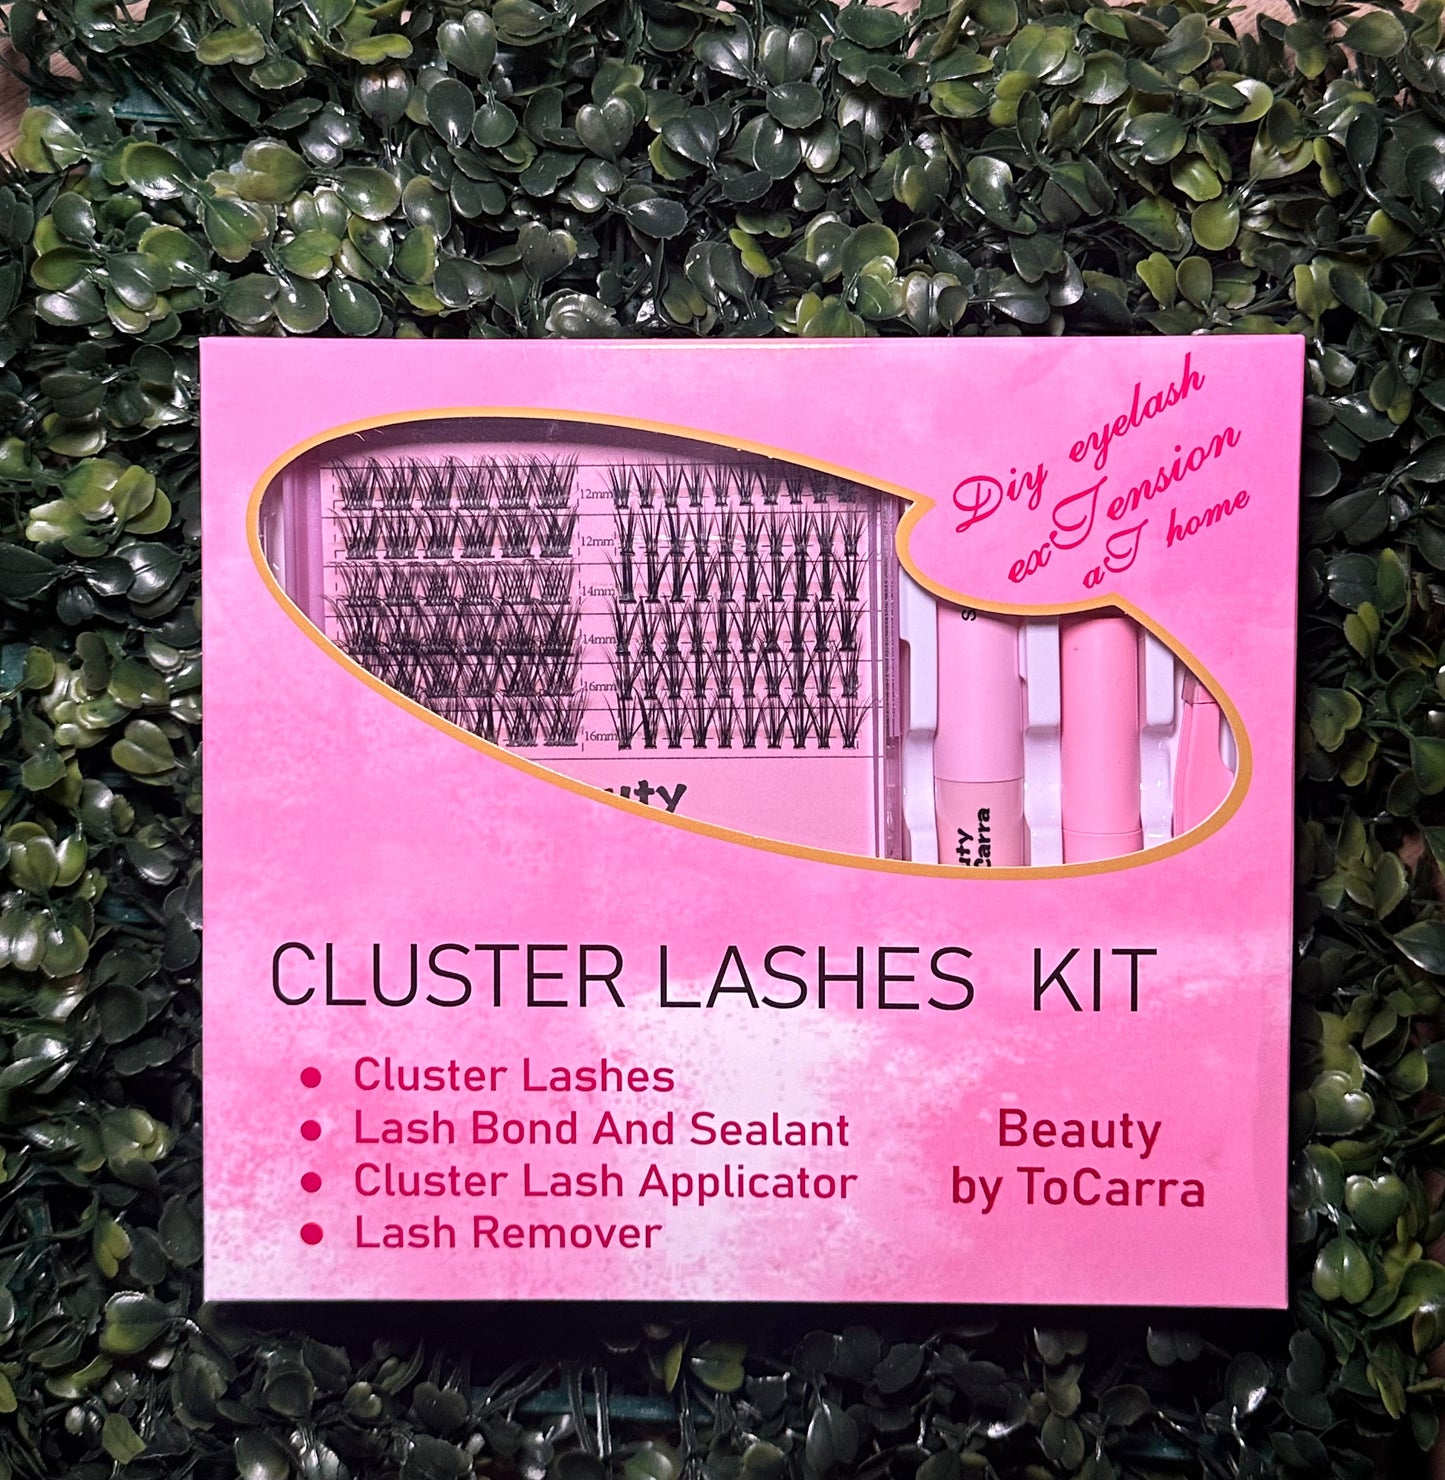 Diy eyelash
exTension
aT home
12mm
12mm
14mm
14mm
16mm
16mm
CLUSTER LASHES KIT
Cluster Lashes
Lash Bond And Sealant
Cluster Lash Applicator
Lash Remover
Beauty
by ToCarra